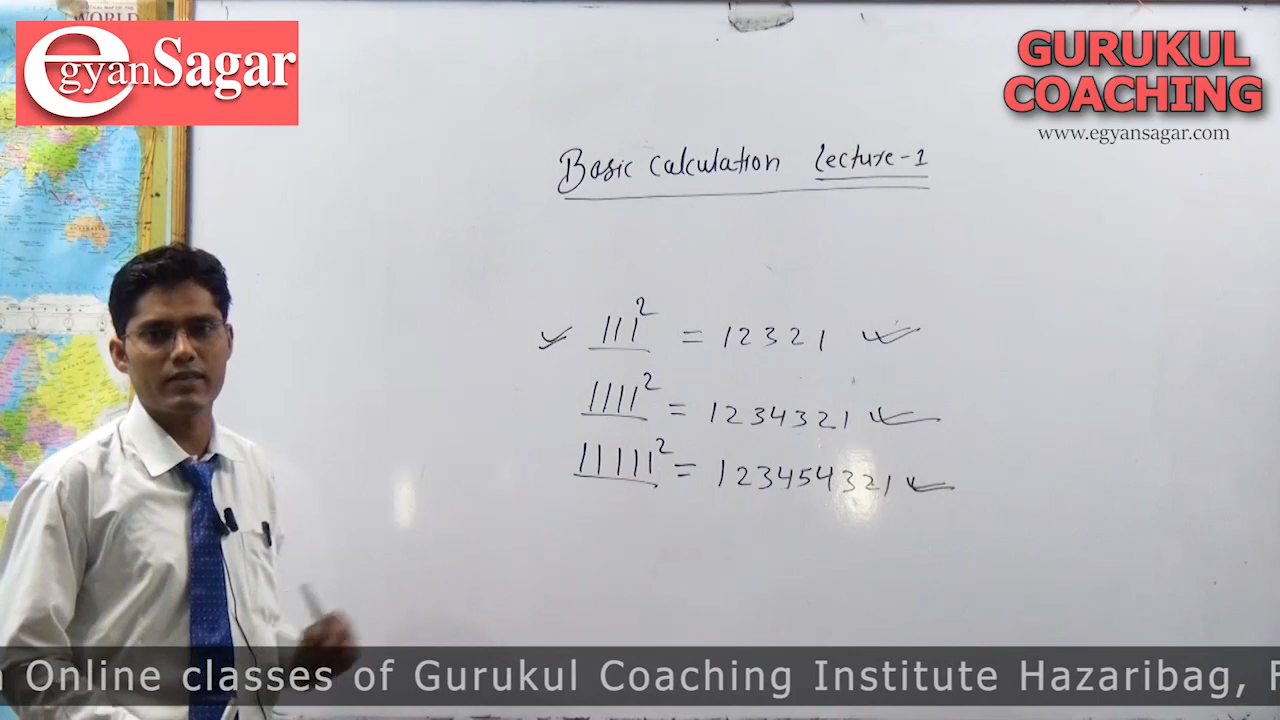 WORLD
egyanSagar
GURUKUL
COACHING
www.egyansagar.com
Basic Calculation Lecture-1
111² = 12321
1111² = 1234321
11111² = 123454321
Online classes of Gurukul Coaching Institute Hazaribag,